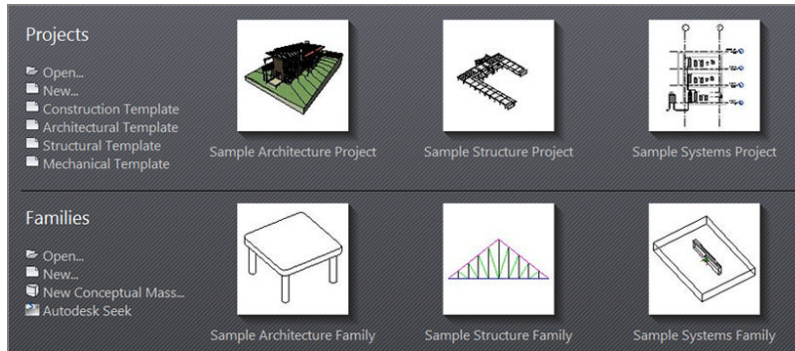 Projects
Open...
New...
Construction Template
Architectural Template
Structural Template
Mechanical Template
Sample Architecture Project
Sample Structure Project
Sample Systems Project
Families
Open...
New...
New Conceptual Mass...
Autodesk Seek
Sample Architecture Family
Sample Structure Family
Sample Systems Family